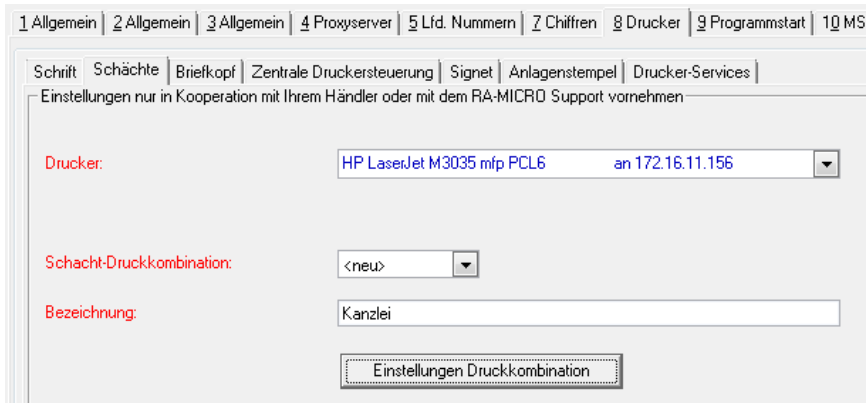 1 Allgemein 2 Allgemein 3 Allgemein 4 Proxyserver 5 Lfd. Nummern 7 Chiffren 8 Drucker 9 Programmstart 10 MS
Schrift Schächte Briefkopf Zentrale Druckersteuerung Signet Anlagenstempel Drucker-Services
Einstellungen nur in Kooperation mit Ihrem Händler oder mit dem RA-MICRO Support vornehmen
Drucker: HP LaserJet M3035 mfp PCL6 an 172.16.11.156
Schacht-Druckkombination: <neu>
Bezeichnung: Kanzlei
Einstellungen Druckkombination